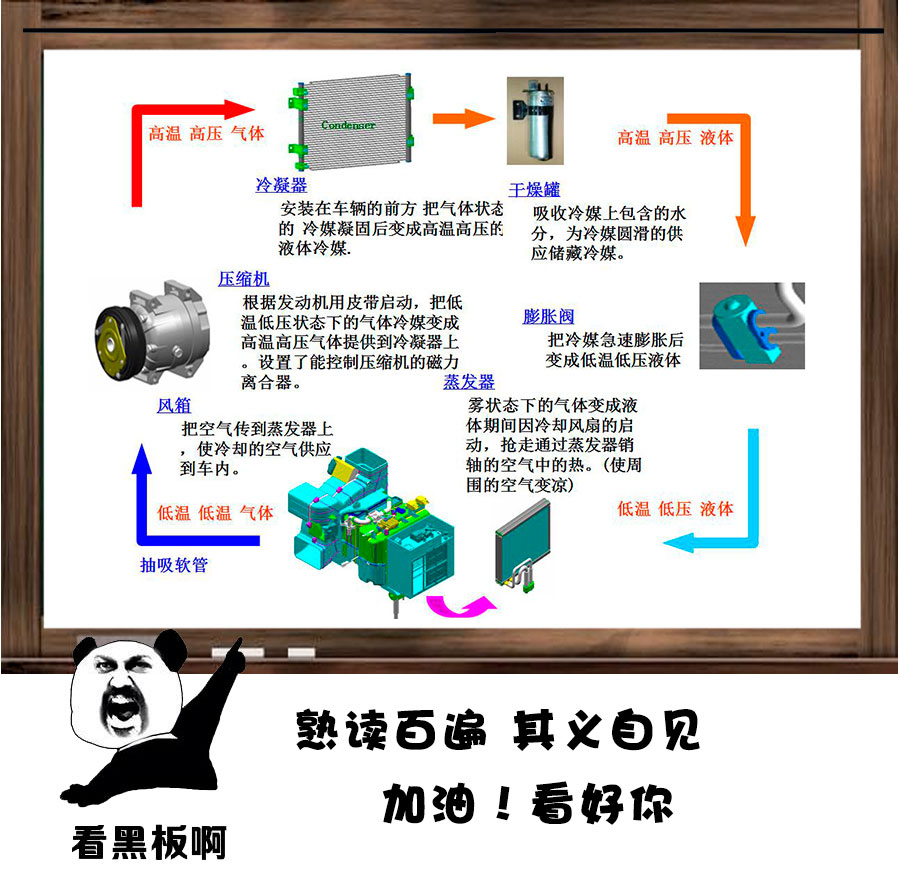 高温 高压 气体
Condenser
高温 高压 液体
冷凝器
安装在车辆的前方 把气体状态
的 冷媒凝固后变成高温高压的
液体冷媒.
干燥罐
吸收冷媒上包含的水
分，为冷媒圆滑的供
应储藏冷媒。
压缩机
根据发动机用皮带启动，把低
温低压状态下的气体冷媒变成
高温高压气体提供到冷凝器上
。设置了能控制压缩机的磁力
离合器。
膨胀阀
把冷媒急速膨胀后
变成低温低压液体
蒸发器
雾状态下的气体变成液
体期间因冷却风扇的启
动，抢走通过蒸发器销
轴的空气中的热。(使周
围的空气变凉)
风箱
把空气传到蒸发器上
，使冷却的空气供应
到车内。
低温 低温 气体
抽吸软管
低温 低压 液体
熟读百遍 其义自见
加油！看好你
看黑板啊